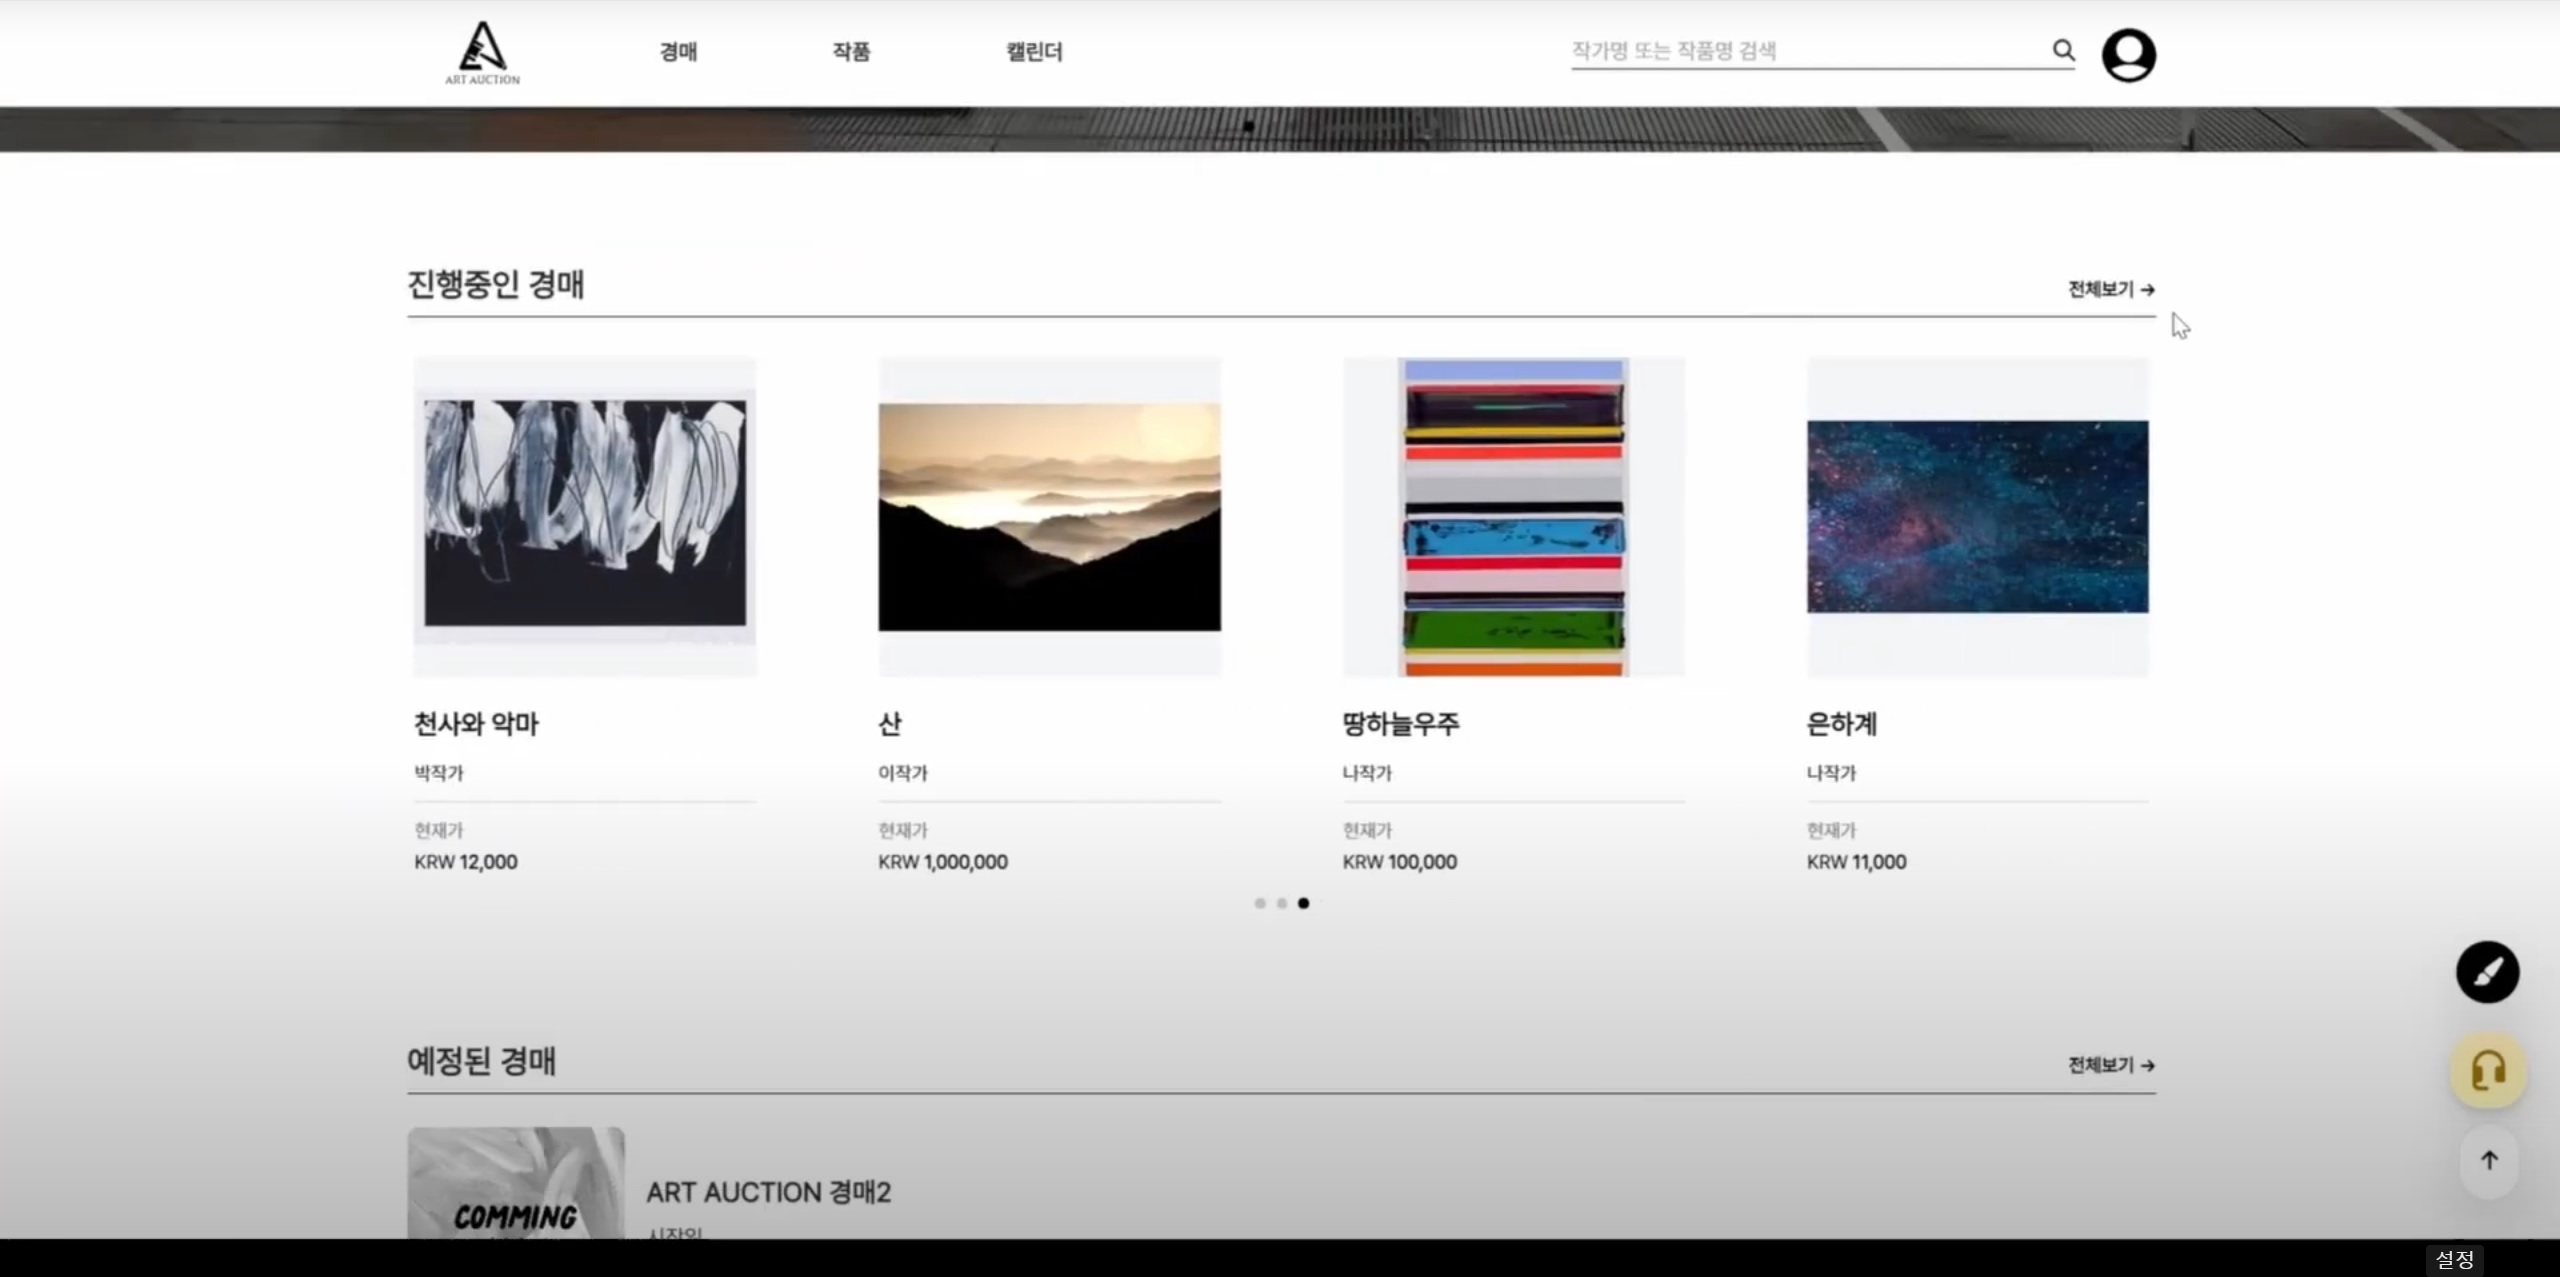 ART AUCTION
경매
작품
캘린더
작가명 또는 작품명 검색
진행중인 경매
전체보기 →
천사와 악마
박작가
현재가
KRW 12,000
산
이작가
현재가
KRW 1,000,000
땅하늘우주
나작가
현재가
KRW 100,000
은하계
나작가
현재가
KRW 11,000
예정된 경매
전체보기 →
COMMING
ART AUCTION 경매2
시작일
설정